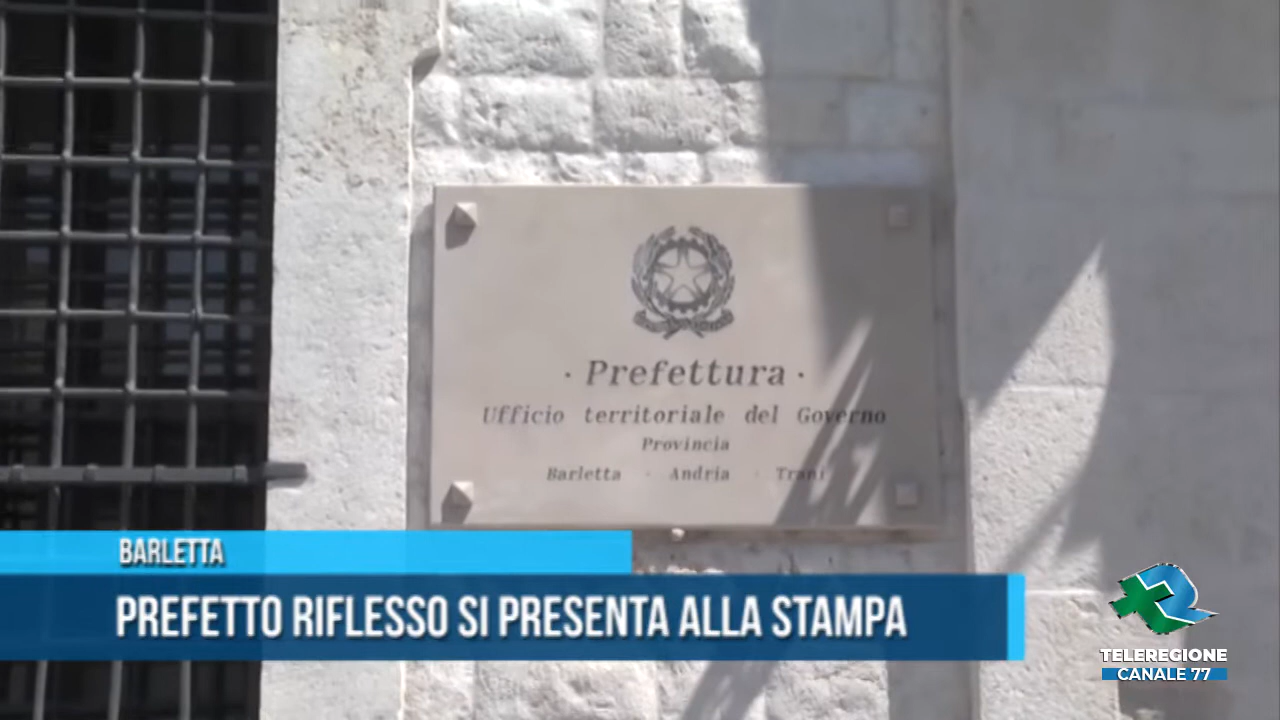 · Prefettura ·
Ufficio territoriale del Governo
Provincia
Barletta · Andria · Trani
BARLETTA
PREFETTO RIFLESSO SI PRESENTA ALLA STAMPA
TELEREGIONE
CANALE 77